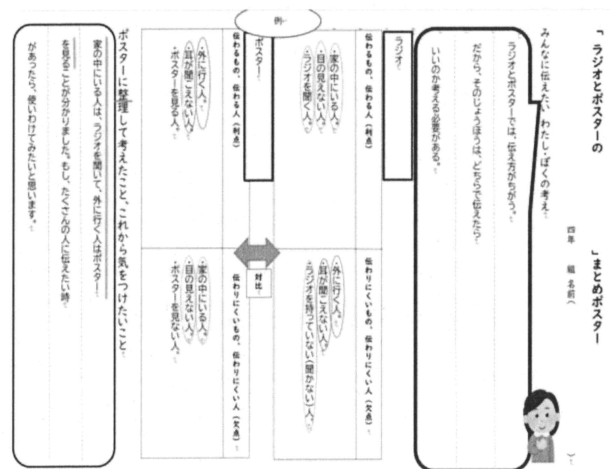 「 ラジオとポスターの 」まとめポスター
四年 組 名前( )
みんなに伝えたい わたし・ぼくの考え
ラジオとポスターでは、伝え方がちがう。
だから、そのじょうほうは、どちらで伝えたら
いいのか考える必要がある。
例
ラジオ
伝わるもの、伝わる人(利点)
・家の中にいる人。
・目の見えない人。
・ラジオを聞く人。
伝わりにくいもの、伝わりにくい人(欠点)
・外に行く人。
・耳が聞こえない人。
・ラジオを持っていない(聞かない)人。
対比
ポスター
伝わるもの、伝わる人(利点)
・外に行く人。
・耳が聞こえない人。
・ポスターを見る人。
伝わりにくいもの、伝わりにくい人(欠点)
・家の中にいる人。
・目の見えない人。
・ポスターを見ない人。
ポスターに整理して考えたこと、これから気をつけたいこと
家の中にいる人は、ラジオを聞いて、外に行く人はポスター
を見ることが分かりました。もし、たくさんの人に伝えたい時
があったら、使いわけてみたいと思います。